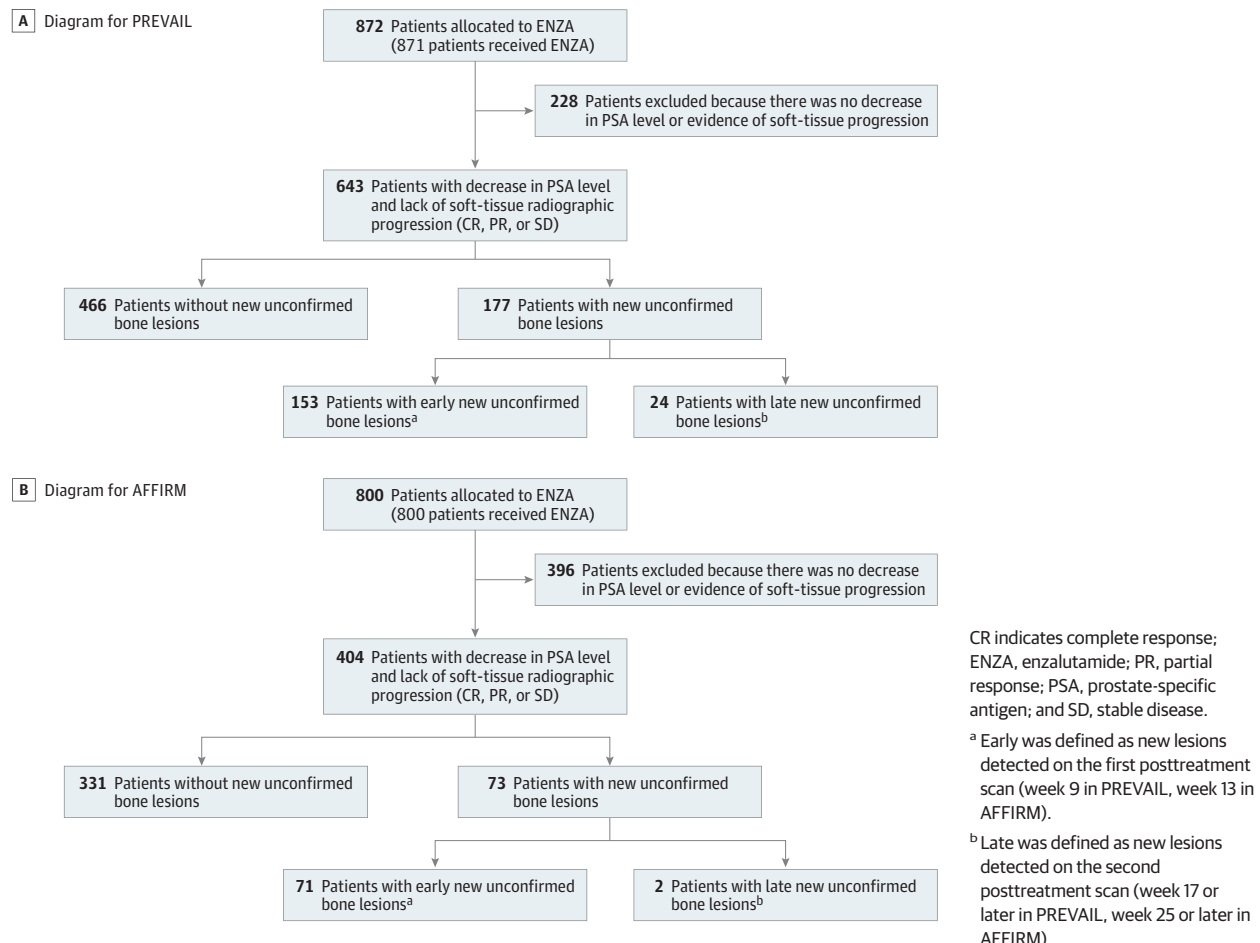 A Diagram for PREVAIL
872 Patients allocated to ENZA
(871 patients received ENZA)
228 Patients excluded because there was no decrease
in PSA level or evidence of soft-tissue progression
643 Patients with decrease in PSA level
and lack of soft-tissue radiographic
progression (CR, PR, or SD)
466 Patients without new unconfirmed
bone lesions
177 Patients with new unconfirmed
bone lesions
153 Patients with early new unconfirmed
bone lesionsa
24 Patients with late new unconfirmed
bone lesionsb
B Diagram for AFFIRM
800 Patients allocated to ENZA
(800 patients received ENZA)
396 Patients excluded because there was no decrease
in PSA level or evidence of soft-tissue progression
404 Patients with decrease in PSA level
and lack of soft-tissue radiographic
progression (CR, PR, or SD)
331 Patients without new unconfirmed
bone lesions
73 Patients with new unconfirmed
bone lesions
71 Patients with early new unconfirmed
bone lesionsa
2 Patients with late new unconfirmed
bone lesionsb
CR indicates complete response;
ENZA, enzalutamide; PR, partial
response; PSA, prostate-specific
antigen; and SD, stable disease.
a Early was defined as new lesions
detected on the first posttreatment
scan (week 9 in PREVAIL, week 13 in
AFFIRM).
b Late was defined as new lesions
detected on the second
posttreatment scan (week 17 or
later in PREVAIL, week 25 or later in
AFFIRM)